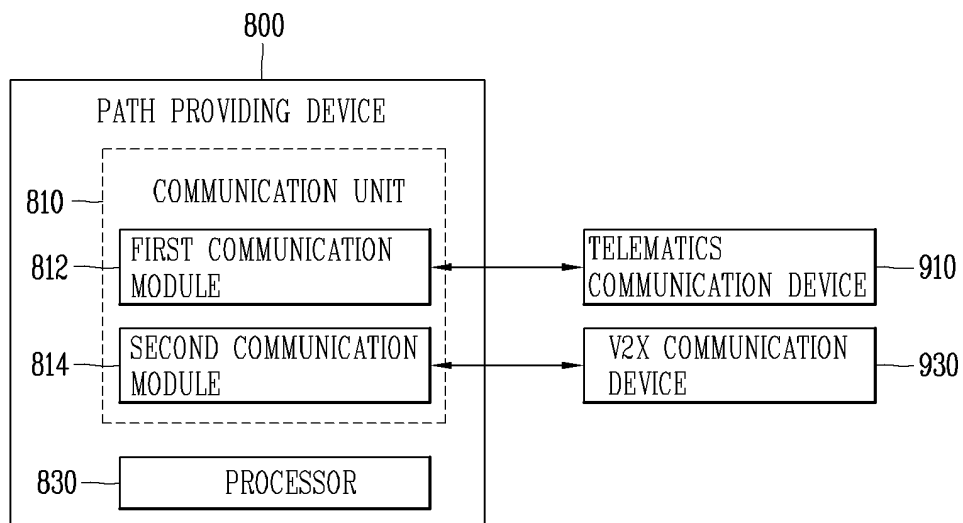 800
PATH PROVIDING DEVICE
810
COMMUNICATION UNIT
812
FIRST COMMUNICATION
MODULE
TELEMATICS
COMMUNICATION DEVICE
910
814
SECOND COMMUNICATION
MODULE
V2X COMMUNICATION
DEVICE
930
830
PROCESSOR